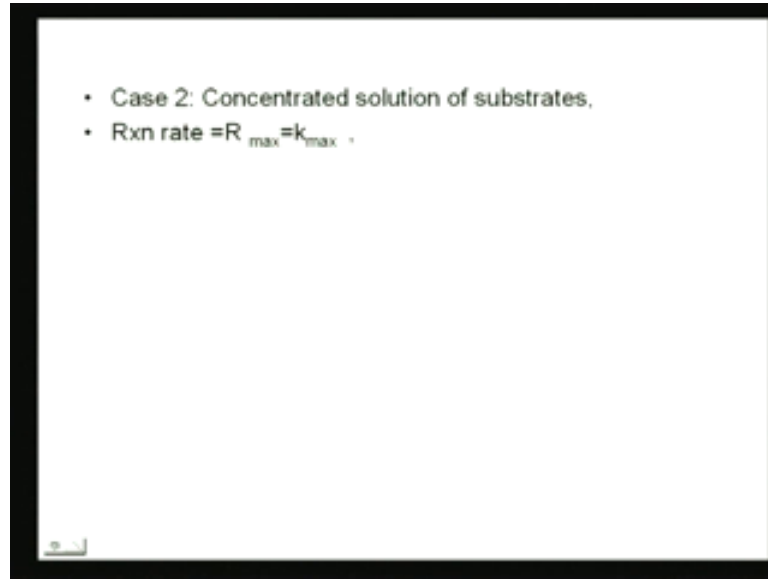 • Case 2: Concentrated solution of substrates,
• Rxn rate =R max=kmax .